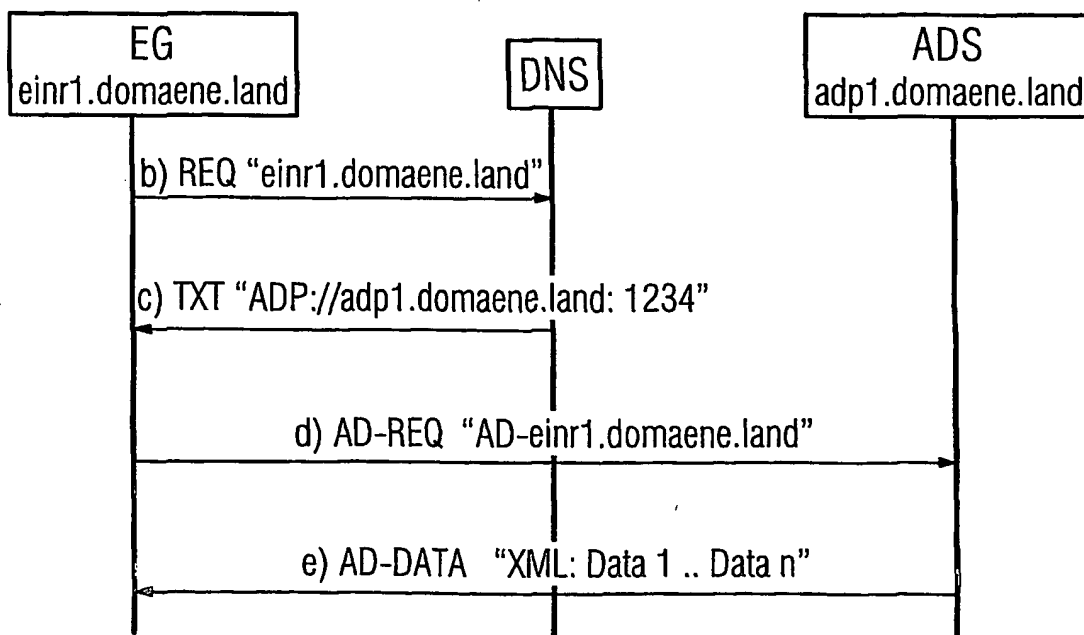 EG
einr1.domaene.land
DNS
ADS
adp1.domaene.land
b) REQ “einr1.domaene.land”
c) TXT “ADP://adp1.domaene.land: 1234”
d) AD-REQ “AD-einr1.domaene.land”
e) AD-DATA “XML: Data 1 .. Data n”